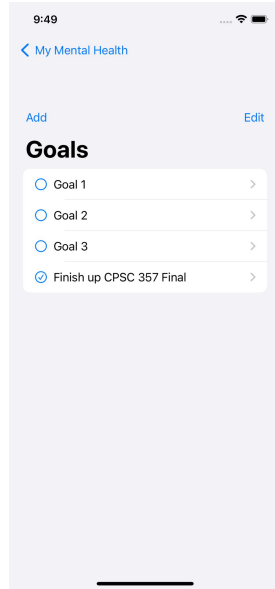 9:49
My Mental Health
Add Edit
Goals
Goal 1
Goal 2
Goal 3
Finish up CPSC 357 Final